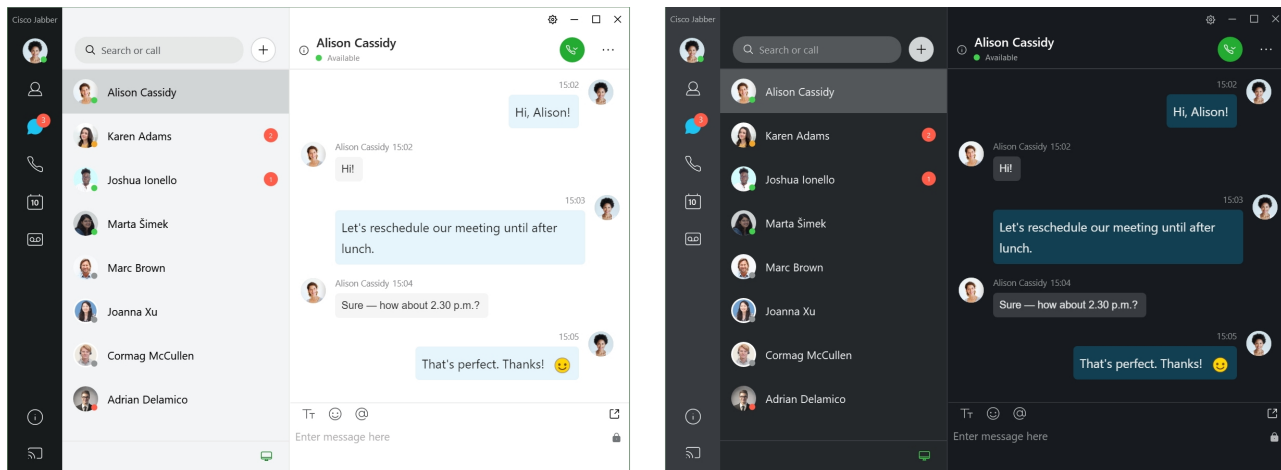 Cisco Jabber
Search or call
Alison Cassidy
Available
3
10
Alison Cassidy
Karen Adams
2
Joshua Ionello
1
Marta Šimek
Marc Brown
Joanna Xu
Cormag McCullen
Adrian Delamico
15:02
Hi, Alison!
Alison Cassidy 15:02
Hi!
15:03
Let's reschedule our meeting until after
lunch.
Alison Cassidy 15:04
Sure — how about 2.30 p.m.?
15:05
That's perfect. Thanks!
TT @
Enter message here
Cisco Jabber
Search or call
Alison Cassidy
Available
3
10
Alison Cassidy
Karen Adams
2
Joshua Ionello
1
Marta Šimek
Marc Brown
Joanna Xu
Cormag McCullen
Adrian Delamico
15:02
Hi, Alison!
Alison Cassidy 15:02
Hi!
15:03
Let's reschedule our meeting until after
lunch.
Alison Cassidy 15:04
Sure — how about 2.30 p.m.?
15:05
That's perfect. Thanks!
TT @
Enter message here